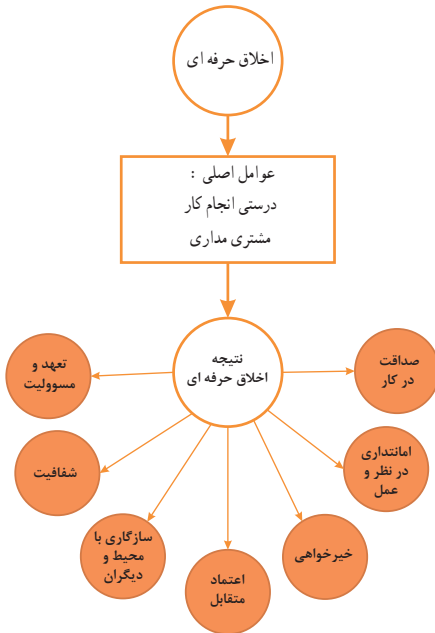 اخلاق حرفه ای
عوامل اصلی :
درستی انجام کار
مشتری مداری
نتیجه
اخلاق حرفه ای
صداقت
در کار
امانتداری
در نظر و
عمل
خیرخواهی
اعتماد
متقابل
سازگاری با
محیط و
دیگران
شفافیت
تعهد و
مسوولیت